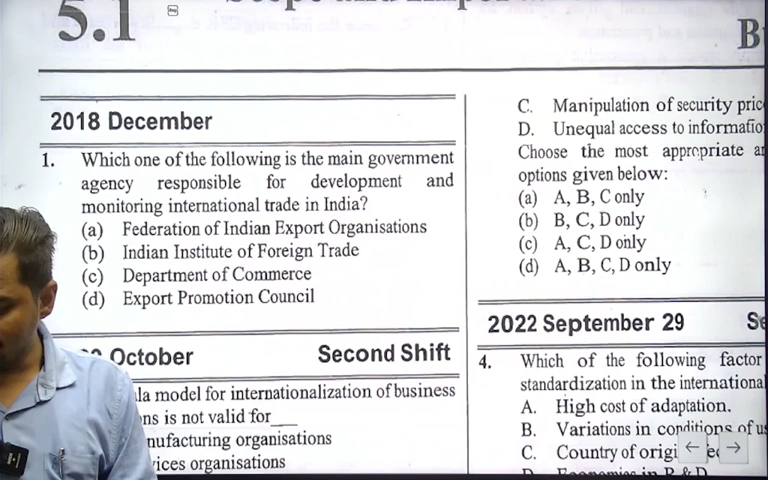 5.1
B
2018 December
1. Which one of the following is the main government
agency responsible for development and
monitoring international trade in India?
(a) Federation of Indian Export Organisations
(b) Indian Institute of Foreign Trade
(c) Department of Commerce
(d) Export Promotion Council
October Second Shift
model for internationalization of business
is not valid for___
organisations
organisations
C. Manipulation of security
D. Unequal access to
Choose the most appropriate
options given below:
(a) A, B, C only
(b) B, C, D only
(c) A, C, D only
(d) A, B, C, D only
2022 September 29
4. Which of the following factor
standardization in the international
A. High cost of adaptation.
B. Variations in conditions of
C. Country of
D. Economies in R & D